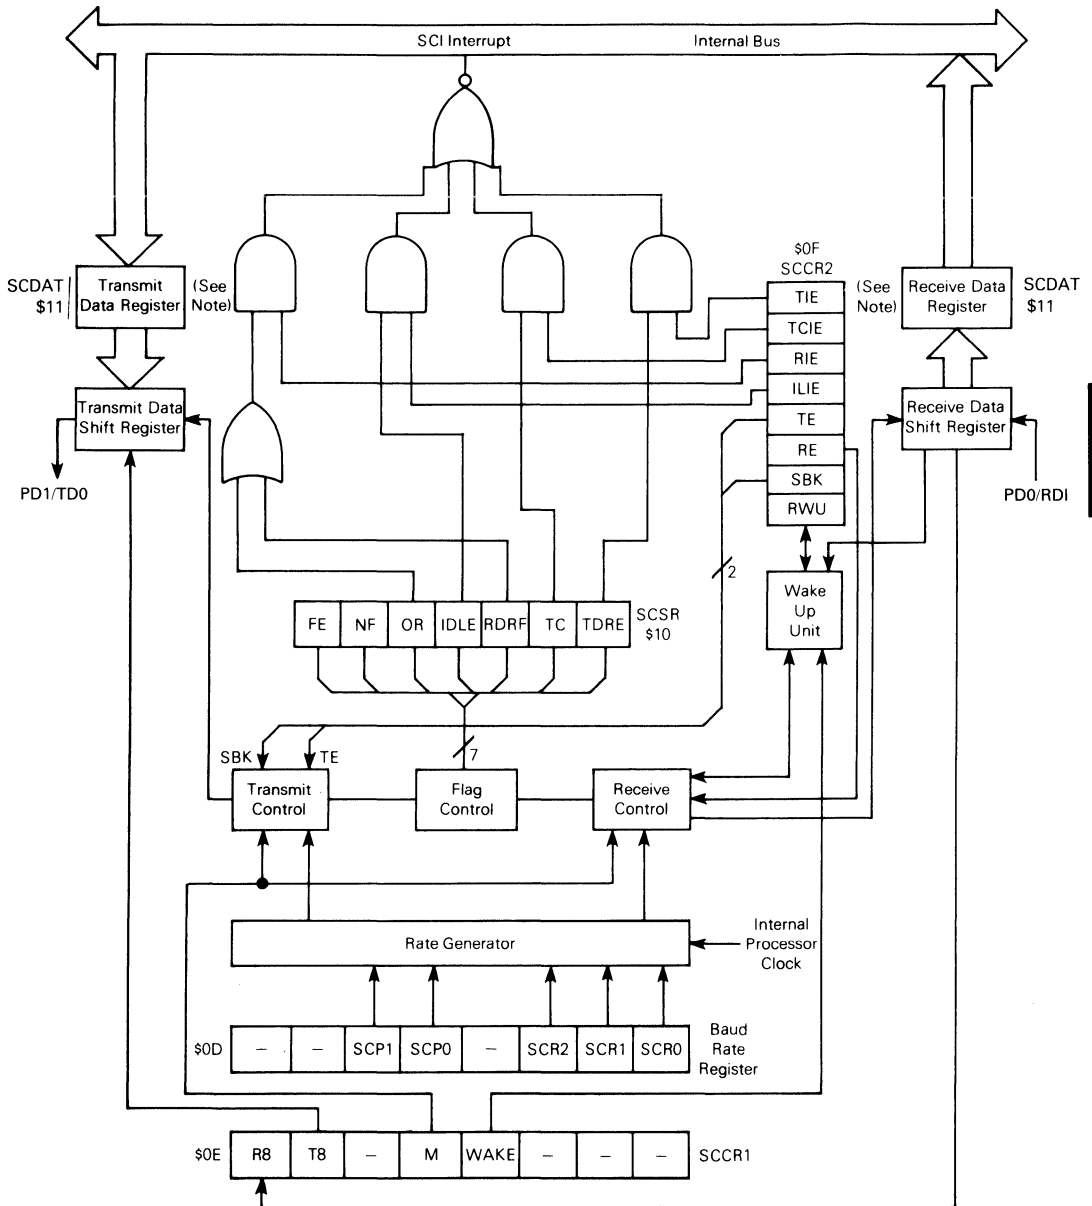 SCI Interrupt
Internal Bus
SCDAT
$11
Transmit
Data Register
(See
Note)
$0F
SCCR2
(See
Note)
Receive Data
Register
SCDAT
$11
TIE
TCIE
RIE
ILIE
TE
RE
SBK
RWU
Transmit Data
Shift Register
PD1/TD0
Receive Data
Shift Register
PD0/RDI
2
Wake
Up
Unit
FE NF OR IDLE RDRF TC TDRE
SCSR
$10
SBK
TE
7
Transmit
Control
Flag
Control
Receive
Control
Rate Generator
Internal
Processor
Clock
$0D
– – SCP1 SCP0 – SCR2 SCR1 SCR0
Baud
Rate
Register
$0E
R8 T8 – M WAKE – – –
SCCR1